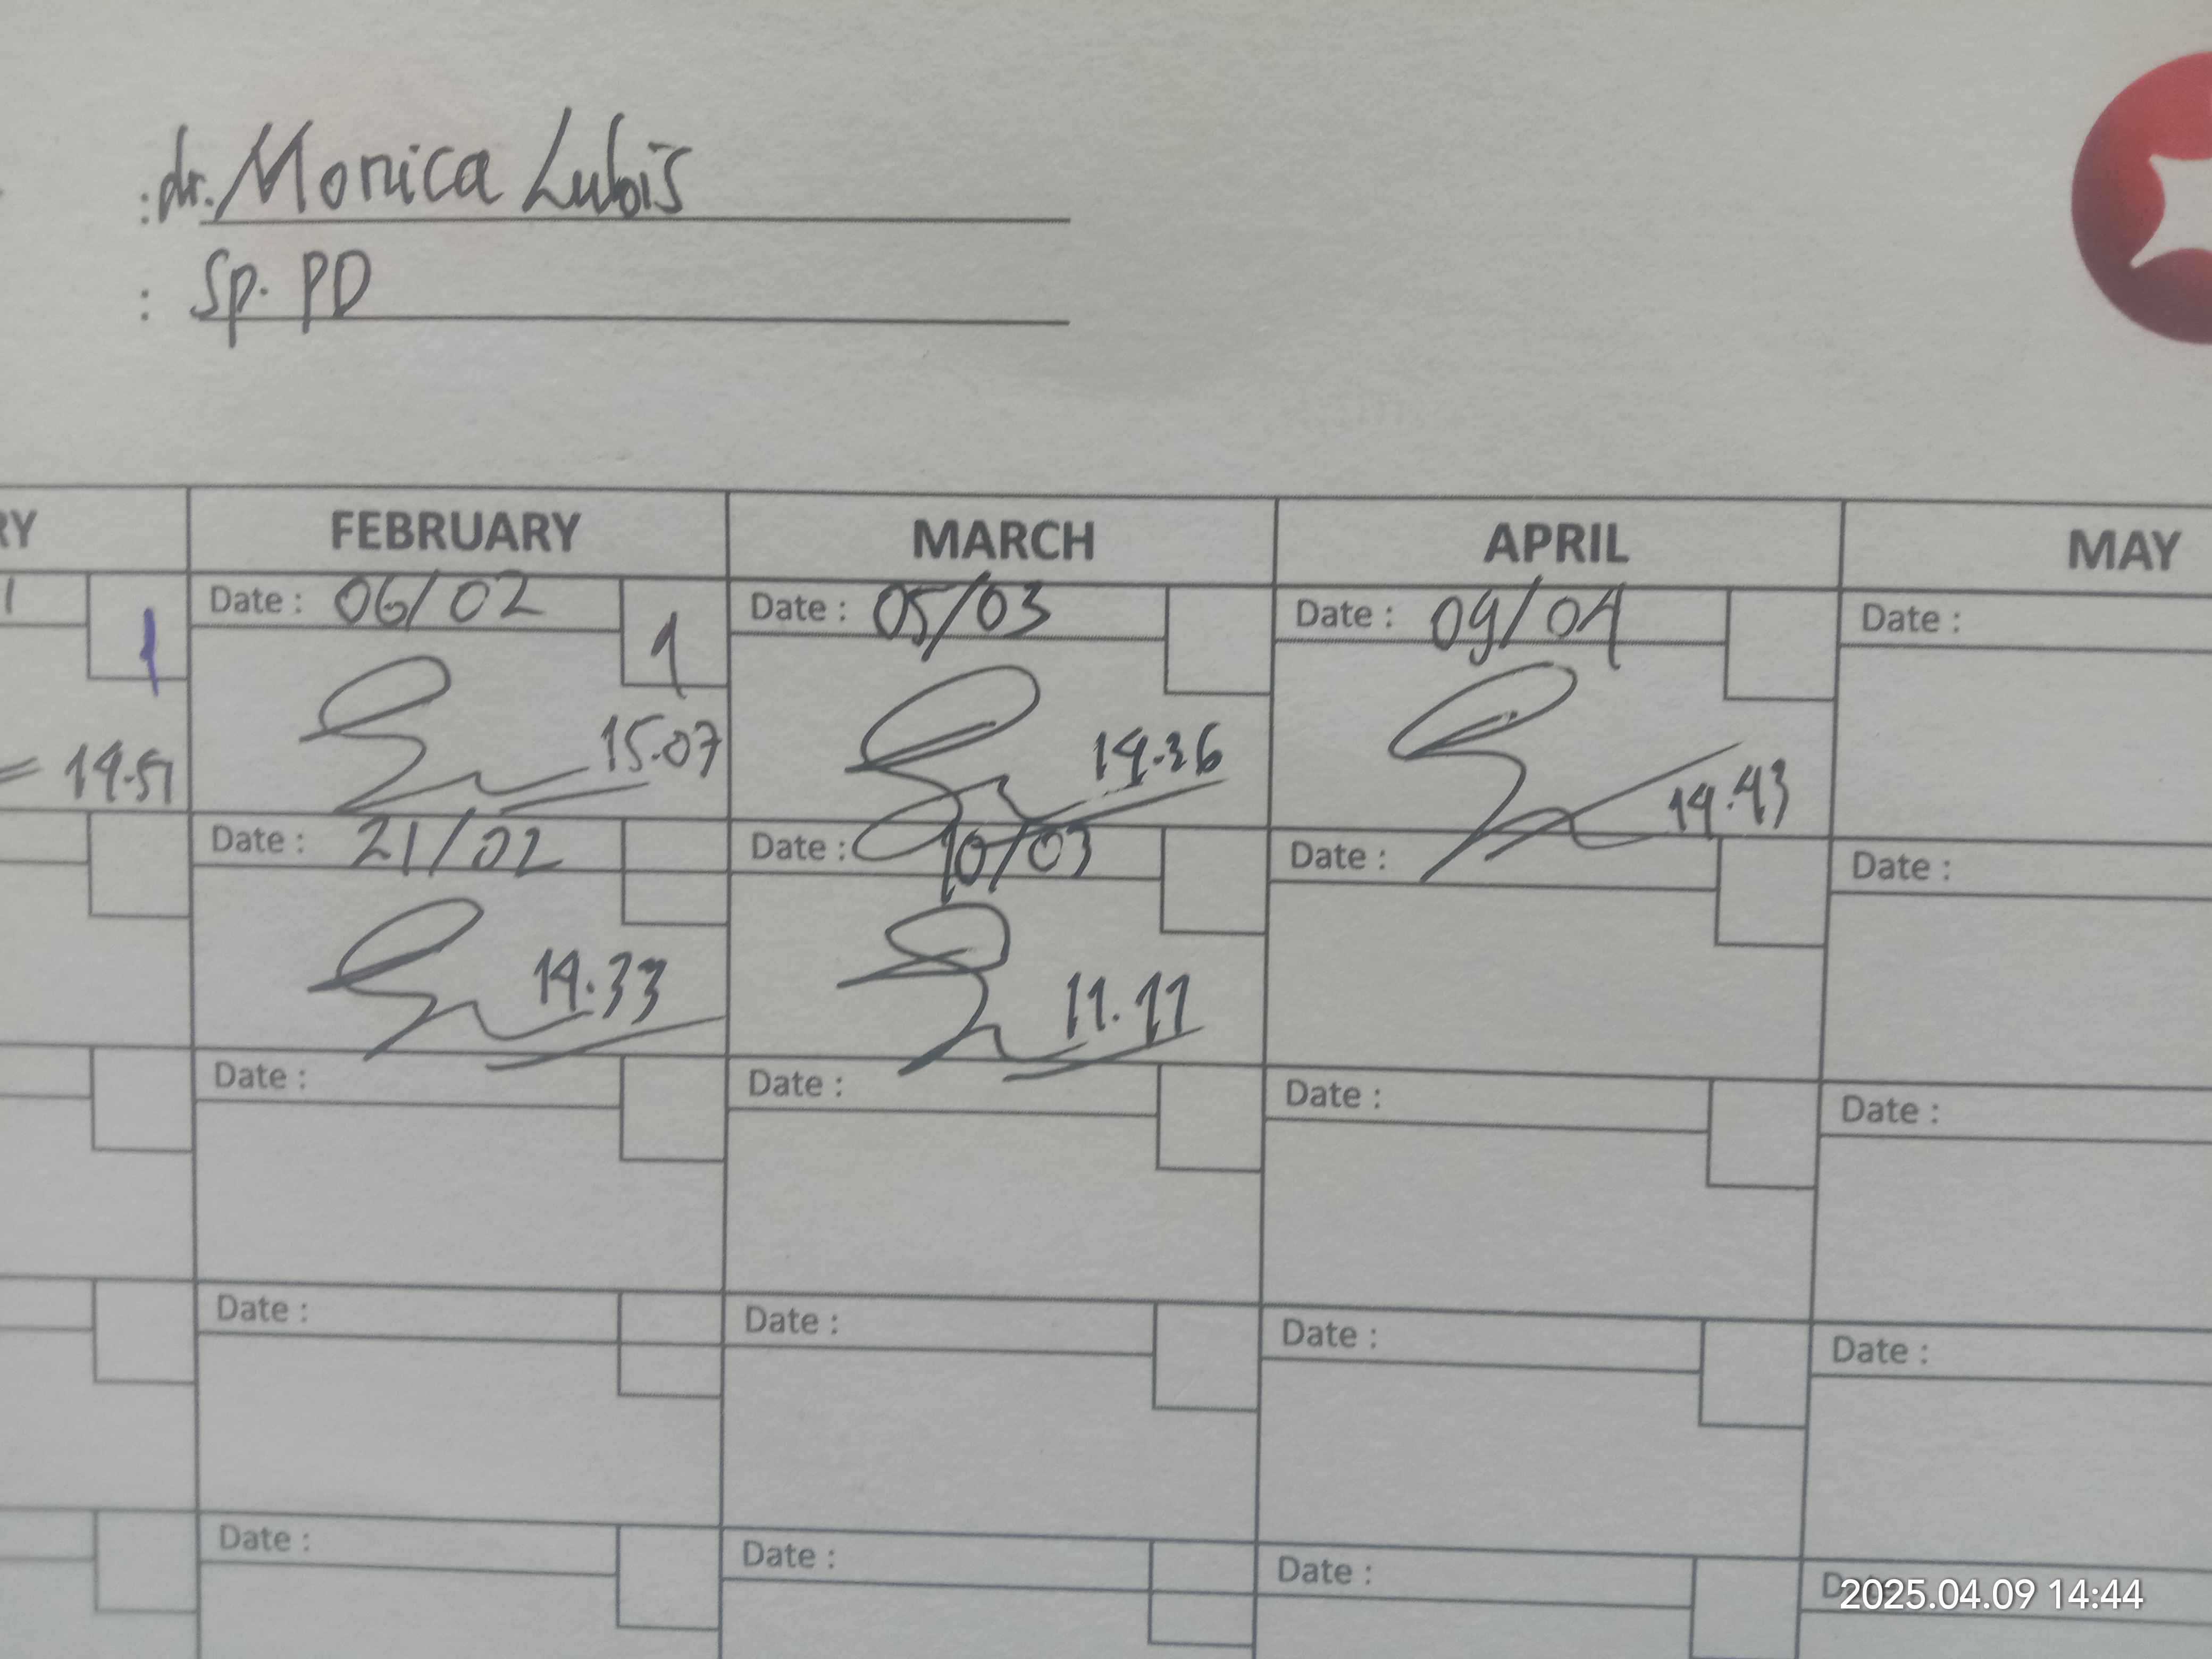 : dr. Monica Lubis
: Sp. PD
RY FEBRUARY MARCH APRIL MAY
1 Date : 06/02 1 Date : 05/03 Date : 09/04 Date :
14.51 15.07 14.36 14.43
Date : 21/02 Date : 10/03 Date : Date :
14.33 11.11
Date : Date : Date : Date :
Date : Date : Date : Date :
Date : Date : Date :
2025.04.09 14:44